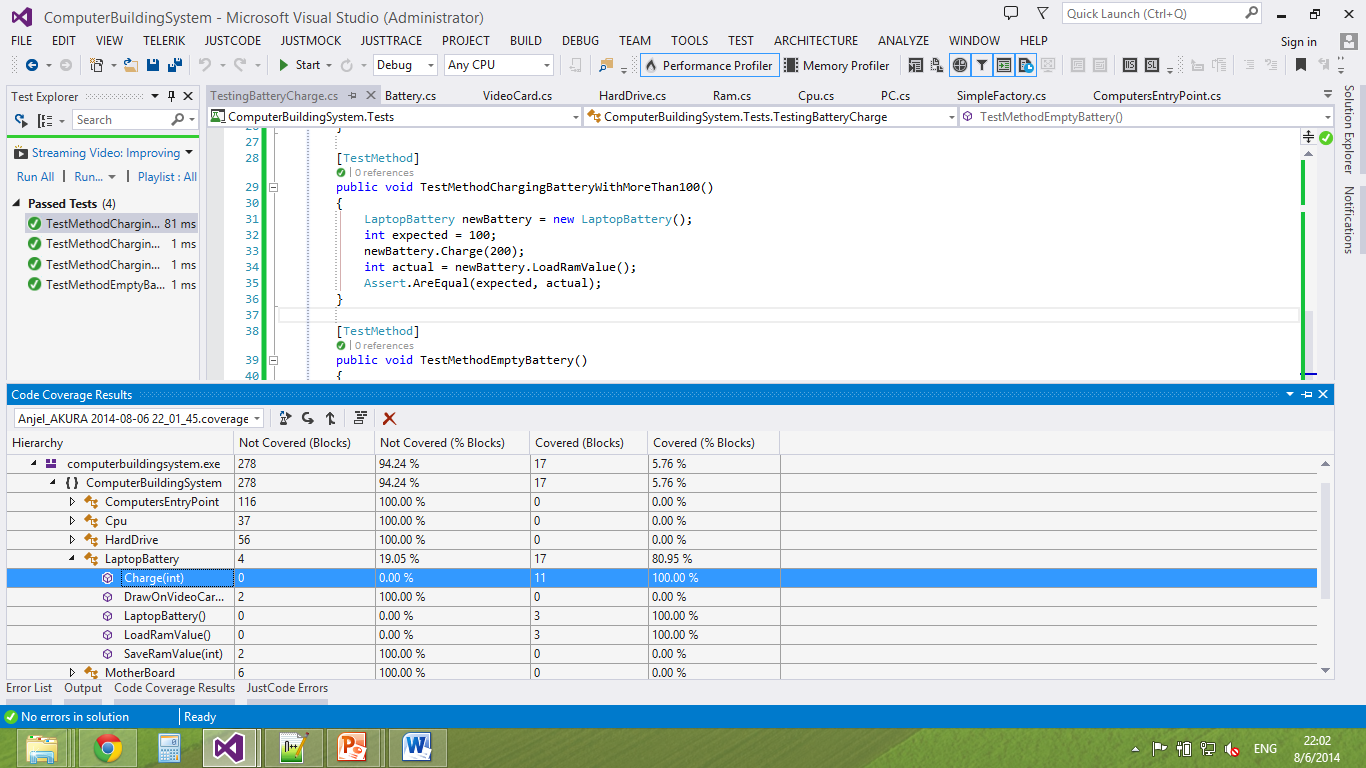 ComputerBuildingSystem - Microsoft Visual Studio (Administrator)
Quick Launch (Ctrl+Q)
FILE EDIT VIEW TELERIK JUSTCODE JUSTMOCK JUSTTRACE PROJECT BUILD DEBUG TEAM TOOLS TEST ARCHITECTURE ANALYZE WINDOW HELP
Sign in
Start Debug Any CPU Performance Profiler Memory Profiler
Test Explorer
Search
Streaming Video: Improving
Run All | Run... | Playlist : All
Passed Tests (4)
TestMethodChargin... 81 ms
TestMethodChargin... 1 ms
TestMethodChargin... 1 ms
TestMethodEmptyBa... 1 ms
TestingBatteryCharge.cs Battery.cs VideoCard.cs HardDrive.cs Ram.cs Cpu.cs PC.cs SimpleFactory.cs ComputersEntryPoint.cs
ComputerBuildingSystem.Tests ComputerBuildingSystem.Tests.TestingBatteryCharge TestMethodEmptyBattery()
26 }
27
28 [TestMethod]
0 references
29 public void TestMethodChargingBatteryWithMoreThan100()
30 {
31 LaptopBattery newBattery = new LaptopBattery();
32 int expected = 100;
33 newBattery.Charge(200);
34 int actual = newBattery.LoadRamValue();
35 Assert.AreEqual(expected, actual);
36 }
37
38 [TestMethod]
0 references
39 public void TestMethodEmptyBattery()
40 {
Solution Explorer
Notifications
Code Coverage Results
Anjel_AKURA 2014-08-06 22_01_45.coverage
Hierarchy Not Covered (Blocks) Not Covered (% Blocks) Covered (Blocks) Covered (% Blocks)
computerbuildingsystem.exe 278 94.24 % 17 5.76 %
{ } ComputerBuildingSystem 278 94.24 % 17 5.76 %
ComputersEntryPoint 116 100.00 % 0 0.00 %
Cpu 37 100.00 % 0 0.00 %
HardDrive 56 100.00 % 0 0.00 %
LaptopBattery 4 19.05 % 17 80.95 %
Charge(int) 0 0.00 % 11 100.00 %
DrawOnVideoCar... 2 100.00 % 0 0.00 %
LaptopBattery() 0 0.00 % 3 100.00 %
LoadRamValue() 0 0.00 % 3 100.00 %
SaveRamValue(int) 2 100.00 % 0 0.00 %
MotherBoard 6 100.00 % 0 0.00 %
Error List Output Code Coverage Results JustCode Errors
No errors in solution | Ready
ENG
22:02
8/6/2014